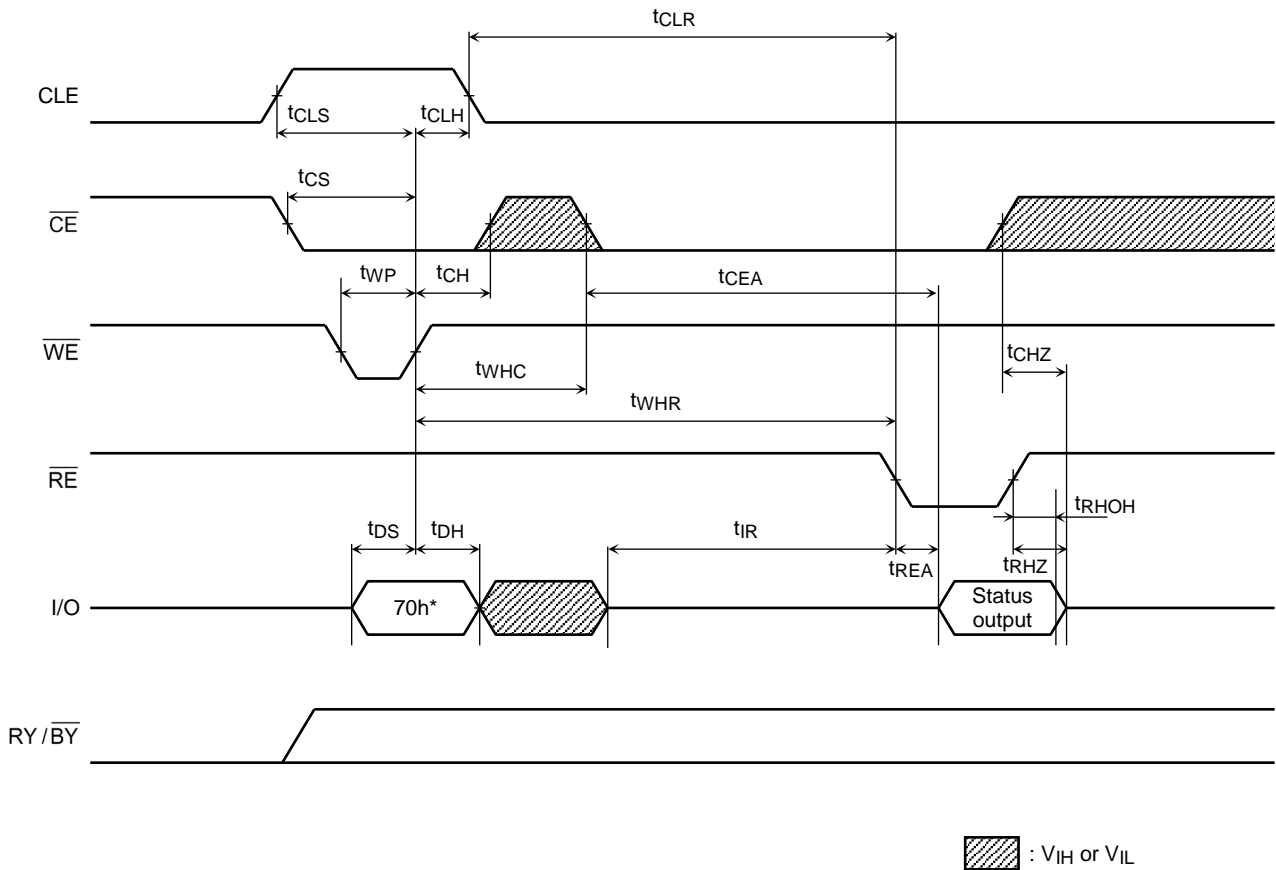 tCLR
CLE
tCLS
tCLH
tCS
CE
tWP
tCH
tCEA
WE
tCHZ
tWHC
tWHR
RE
tDS
tDH
tIR
tRHOH
tREA
tRHZ
I/O
70h*
Status
output
RY/BY
: VIH or VIL